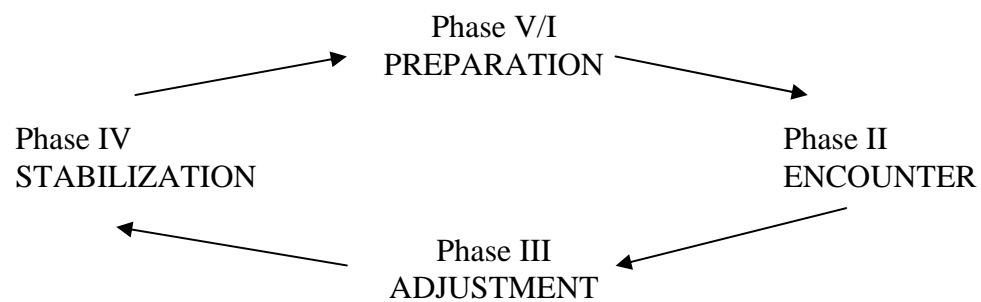 Phase V/I
PREPARATION
Phase IV
STABILIZATION
Phase II
ENCOUNTER
Phase III
ADJUSTMENT